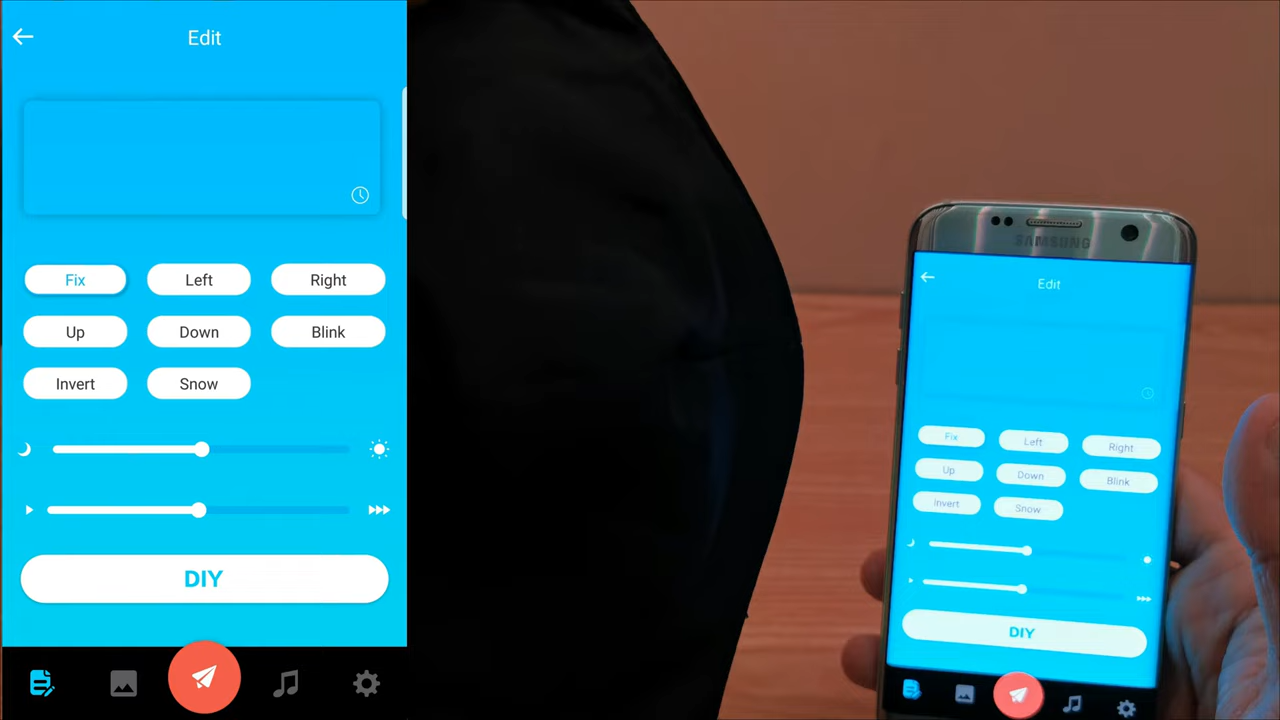 Edit
Fix
Left
Right
Up
Down
Blink
Invert
Snow
DIY
SAMSUNG
Edit
Fix
Left
Right
Up
Down
Blink
Invert
Snow
DIY